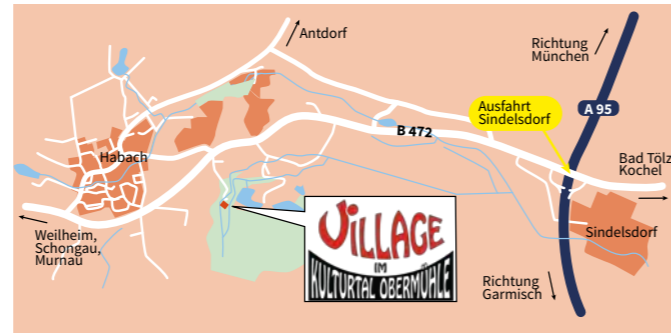 Antdorf
Richtung
München
Ausfahrt
Sindelsdorf
A 95
B 472
Habach
Bad Tölz
Kochel
Weilheim,
Schongau,
Murnau
VILLAGE
IM
KULTURTAL OBERMÜHLE
Sindelsdorf
Richtung
Garmisch